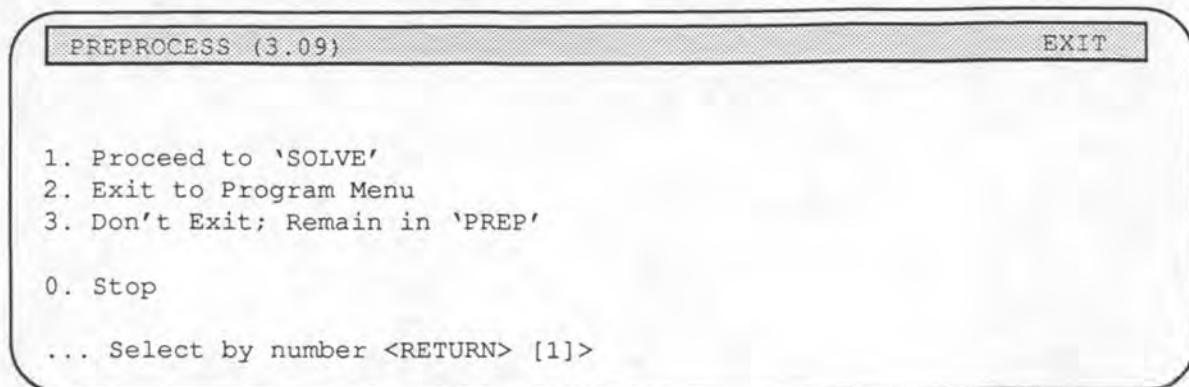 PREPROCESS (3.09) EXIT
1. Proceed to `SOLVE'
2. Exit to Program Menu
3. Don't Exit; Remain in `PREP'
0. Stop
... Select by number <RETURN> [1]>